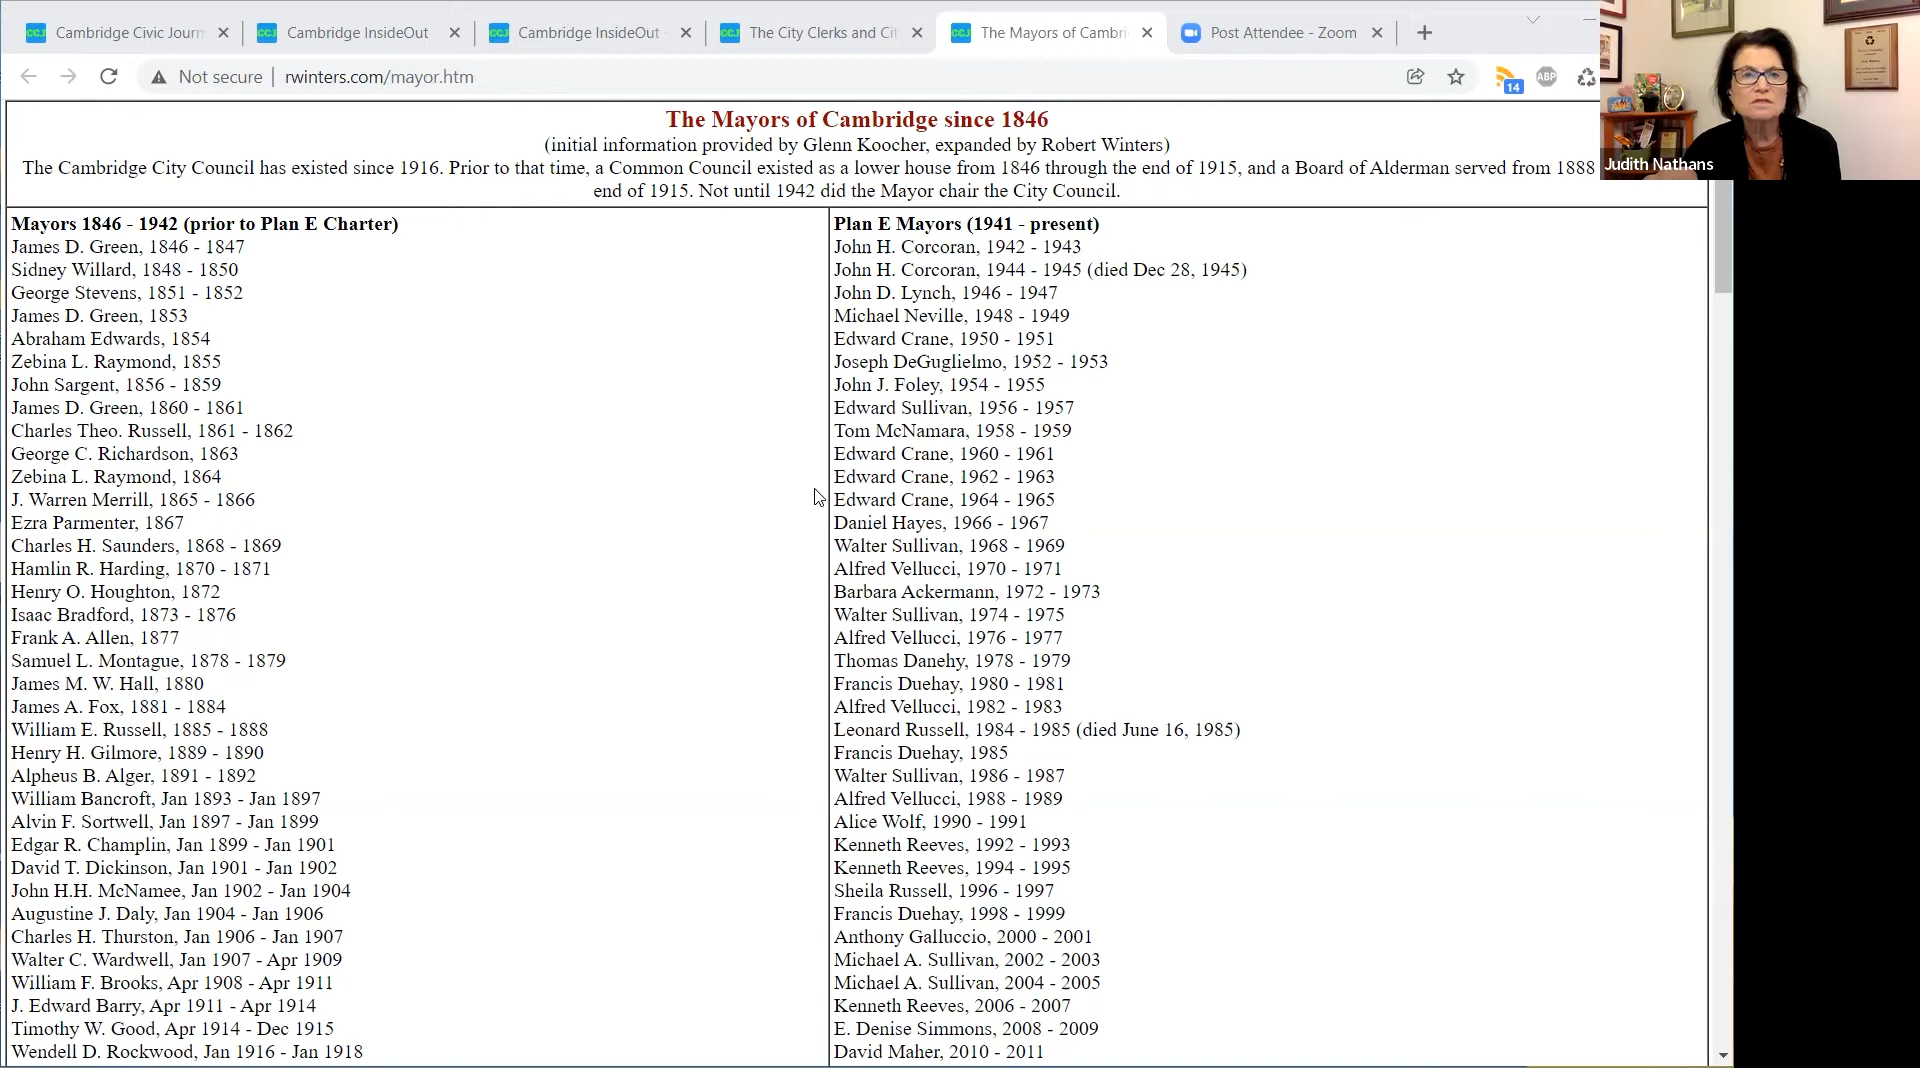 Cambridge Civic Journ
Cambridge InsideOut
Cambridge InsideOut -
The City Clerks and Cit
The Mayors of Cambri
Post Attendee - Zoom
Not secure
rwinters.com/mayor.htm
14
ABP
Judith Nathans
The Mayors of Cambridge since 1846
(initial information provided by Glenn Koocher, expanded by Robert Winters)
The Cambridge City Council has existed since 1916. Prior to that time, a Common Council existed as a lower house from 1846 through the end of 1915, and a Board of Alderman served from 1888
end of 1915. Not until 1942 did the Mayor chair the City Council.
Mayors 1846 - 1942 (prior to Plan E Charter)
James D. Green, 1846 - 1847
Sidney Willard, 1848 - 1850
George Stevens, 1851 - 1852
James D. Green, 1853
Abraham Edwards, 1854
Zebina L. Raymond, 1855
John Sargent, 1856 - 1859
James D. Green, 1860 - 1861
Charles Theo. Russell, 1861 - 1862
George C. Richardson, 1863
Zebina L. Raymond, 1864
J. Warren Merrill, 1865 - 1866
Ezra Parmenter, 1867
Charles H. Saunders, 1868 - 1869
Hamlin R. Harding, 1870 - 1871
Henry O. Houghton, 1872
Isaac Bradford, 1873 - 1876
Frank A. Allen, 1877
Samuel L. Montague, 1878 - 1879
James M. W. Hall, 1880
James A. Fox, 1881 - 1884
William E. Russell, 1885 - 1888
Henry H. Gilmore, 1889 - 1890
Alpheus B. Alger, 1891 - 1892
William Bancroft, Jan 1893 - Jan 1897
Alvin F. Sortwell, Jan 1897 - Jan 1899
Edgar R. Champlin, Jan 1899 - Jan 1901
David T. Dickinson, Jan 1901 - Jan 1902
John H.H. McNamee, Jan 1902 - Jan 1904
Augustine J. Daly, Jan 1904 - Jan 1906
Charles H. Thurston, Jan 1906 - Jan 1907
Walter C. Wardwell, Jan 1907 - Apr 1909
William F. Brooks, Apr 1908 - Apr 1911
J. Edward Barry, Apr 1911 - Apr 1914
Timothy W. Good, Apr 1914 - Dec 1915
Wendell D. Rockwood, Jan 1916 - Jan 1918
Plan E Mayors (1941 - present)
John H. Corcoran, 1942 - 1943
John H. Corcoran, 1944 - 1945 (died Dec 28, 1945)
John D. Lynch, 1946 - 1947
Michael Neville, 1948 - 1949
Edward Crane, 1950 - 1951
Joseph DeGuglielmo, 1952 - 1953
John J. Foley, 1954 - 1955
Edward Sullivan, 1956 - 1957
Tom McNamara, 1958 - 1959
Edward Crane, 1960 - 1961
Edward Crane, 1962 - 1963
Edward Crane, 1964 - 1965
Daniel Hayes, 1966 - 1967
Walter Sullivan, 1968 - 1969
Alfred Vellucci, 1970 - 1971
Barbara Ackermann, 1972 - 1973
Walter Sullivan, 1974 - 1975
Alfred Vellucci, 1976 - 1977
Thomas Danehy, 1978 - 1979
Francis Duehay, 1980 - 1981
Alfred Vellucci, 1982 - 1983
Leonard Russell, 1984 - 1985 (died June 16, 1985)
Francis Duehay, 1985
Walter Sullivan, 1986 - 1987
Alfred Vellucci, 1988 - 1989
Alice Wolf, 1990 - 1991
Kenneth Reeves, 1992 - 1993
Kenneth Reeves, 1994 - 1995
Sheila Russell, 1996 - 1997
Francis Duehay, 1998 - 1999
Anthony Galluccio, 2000 - 2001
Michael A. Sullivan, 2002 - 2003
Michael A. Sullivan, 2004 - 2005
Kenneth Reeves, 2006 - 2007
E. Denise Simmons, 2008 - 2009
David Maher, 2010 - 2011